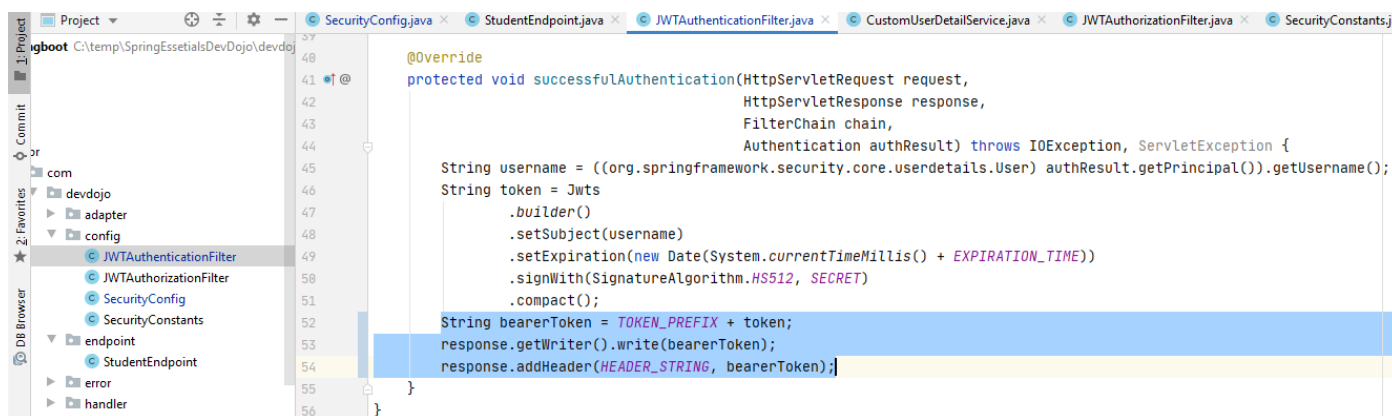 Project
SecurityConfig.java
StudentEndpoint.java
JWTAuthenticationFilter.java
CustomUserDetailService.java
JWTAuthorizationFilter.java
SecurityConstants.j
1: Project
Commit
2: Favorites
DB Browser
ngboot C:\temp\SpringEssetialsDevDojo\devdoj
or
com
devdojo
adapter
config
JWTAuthenticationFilter
JWTAuthorizationFilter
SecurityConfig
SecurityConstants
endpoint
StudentEndpoint
error
handler
39
40 @Override
41 @ protected void successfulAuthentication(HttpServletRequest request,
42 HttpServletResponse response,
43 FilterChain chain,
44 Authentication authResult) throws IOException, ServletException {
45 String username = ((org.springframework.security.core.userdetails.User) authResult.getPrincipal()).getUsername();
46 String token = Jwts
47 .builder()
48 .setSubject(username)
49 .setExpiration(new Date(System.currentTimeMillis() + EXPIRATION_TIME))
50 .signWith(SignatureAlgorithm.HS512, SECRET)
51 .compact();
52 String bearerToken = TOKEN_PREFIX + token;
53 response.getWriter().write(bearerToken);
54 response.addHeader(HEADER_STRING, bearerToken);
55 }
56 }